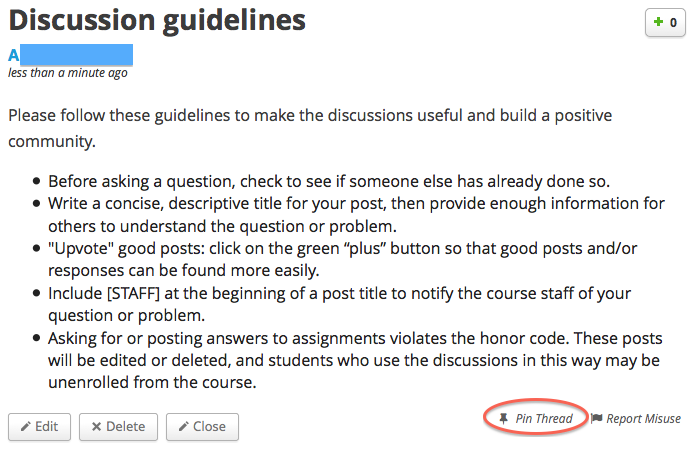 Discussion guidelines
+ 0
A
less than a minute ago
Please follow these guidelines to make the discussions useful and build a positive
community.
• Before asking a question, check to see if someone else has already done so.
• Write a concise, descriptive title for your post, then provide enough information for
others to understand the question or problem.
• "Upvote" good posts: click on the green “plus” button so that good posts and/or
responses can be found more easily.
• Include [STAFF] at the beginning of a post title to notify the course staff of your
question or problem.
• Asking for or posting answers to assignments violates the honor code. These posts
will be edited or deleted, and students who use the discussions in this way may be
unenrolled from the course.
Edit Delete Close Pin Thread Report Misuse